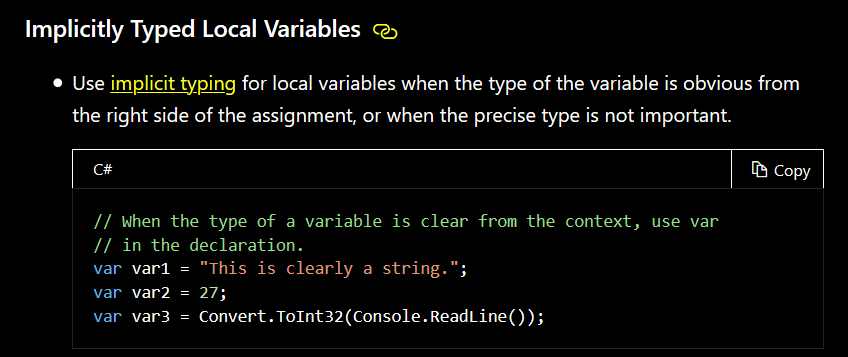 Implicitly Typed Local Variables
• Use implicit typing for local variables when the type of the variable is obvious from
the right side of the assignment, or when the precise type is not important.
C# Copy
// When the type of a variable is clear from the context, use var
// in the declaration.
var var1 = "This is clearly a string.";
var var2 = 27;
var var3 = Convert.ToInt32(Console.ReadLine());